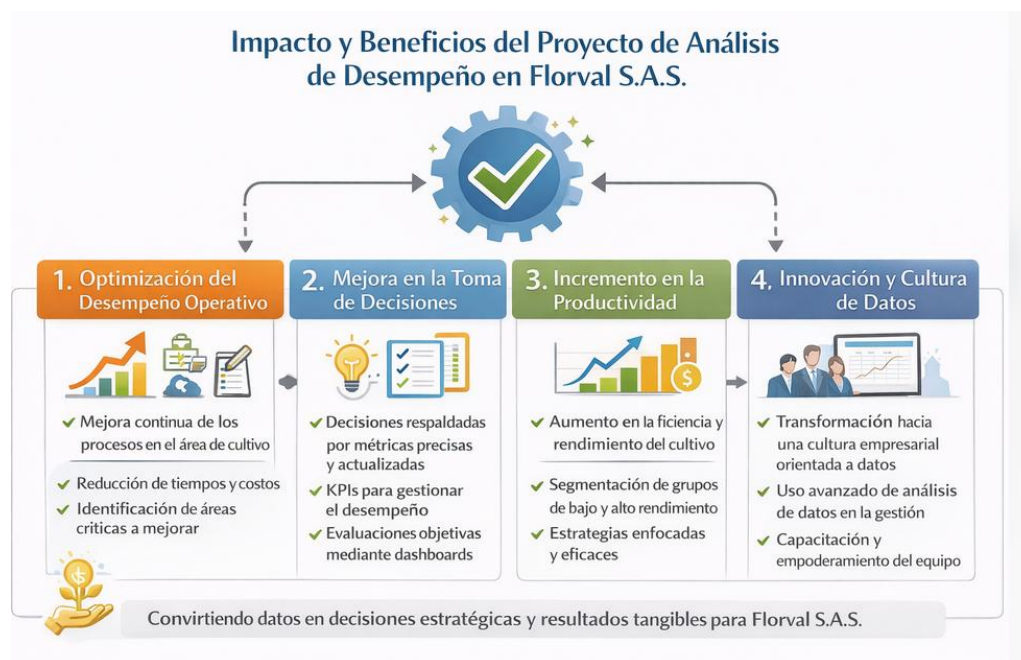 Impacto y Beneficios del Proyecto de Análisis
de Desempeño en Florval S.A.S.
1. Optimización del
Desempeño Operativo
Mejora continua de los
procesos en el área de cultivo
Reducción de tiempos y costos
Identificación de áreas
criticas a mejorar
2. Mejora en la Toma
de Decisiones
Decisiones respaldadas
por métricas precisas
y actualizadas
KPIs para gestionar
el desempeño
Evaluaciones objetivas
mediante dashboards
3. Incremento en la
Productividad
$
Aumento en la ficiencia y
rendimiento del cultivo
Segmentación de grupos
de bajo y alto rendimiento
Estrategias enfocadas
y eficaces
4, Innovación y Cultura
de Datos
Transformación hacia
una cultura empresarial
orientada a datos
Uso avanzado de análisis
de datos en la gestión
Capacitación y
empoderamiento del equipo
Convirtiendo datos en decisiones estratégicas y resultados tangibles para Florval S.A.S.